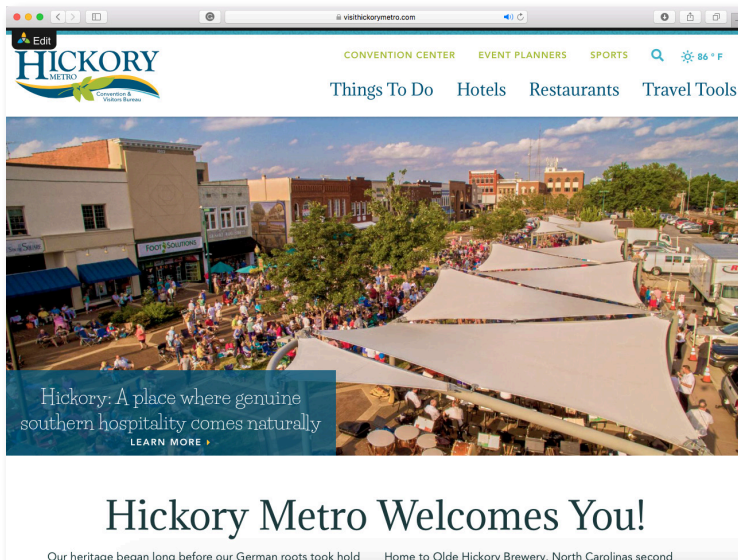 visithickorymetro.com
Edit
HICKORY
METRO
Convention &
Visitors Bureau
CONVENTION CENTER EVENT PLANNERS SPORTS 86 ° F
Things To Do Hotels Restaurants Travel Tools
FOOT SOLUTIONS
Hickory: A place where genuine
southern hospitality comes naturally
LEARN MORE
Hickory Metro Welcomes You!
Our heritage began long before our German roots took hold
Home to Olde Hickory Brewery, North Carolinas second